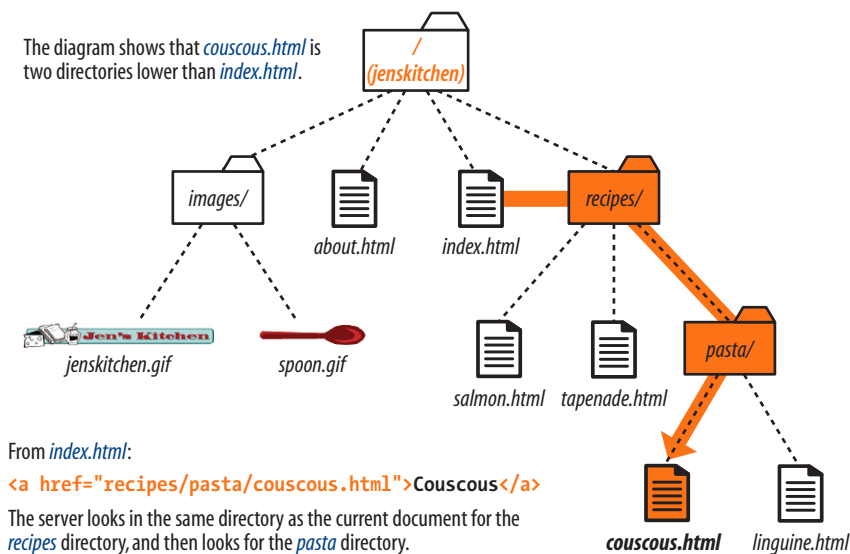 The diagram shows that couscous.html is
two directories lower than index.html.
/
(jenskitchen)
images/
about.html
index.html
recipes/
Jen's Kitchen
jenskitchen.gif
spoon.gif
salmon.html
tapenade.html
pasta/
couscous.html
linguine.html
From index.html:
<a href="recipes/pasta/couscous.html">Couscous</a>
The server looks in the same directory as the current document for the
recipes directory, and then looks for the pasta directory.